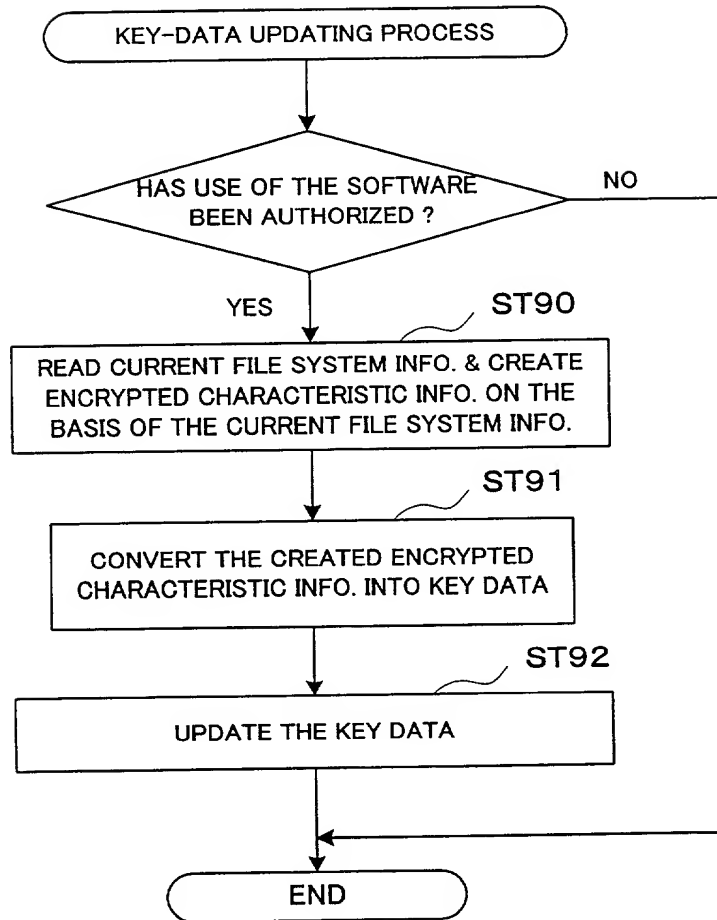 KEY-DATA UPDATING PROCESS
HAS USE OF THE SOFTWARE
BEEN AUTHORIZED ?
NO
YES
ST90
READ CURRENT FILE SYSTEM INFO. & CREATE
ENCRYPTED CHARACTERISTIC INFO. ON THE
BASIS OF THE CURRENT FILE SYSTEM INFO.
ST91
CONVERT THE CREATED ENCRYPTED
CHARACTERISTIC INFO. INTO KEY DATA
ST92
UPDATE THE KEY DATA
END